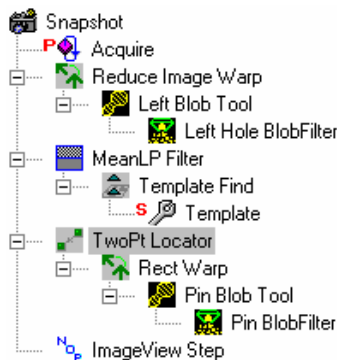 Snapshot
P Acquire
Reduce Image Warp
Left Blob Tool
Left Hole BlobFilter
MeanLP Filter
Template Find
S Template
TwoPt Locator
Rect Warp
Pin Blob Tool
Pin BlobFilter
NOP ImageView Step